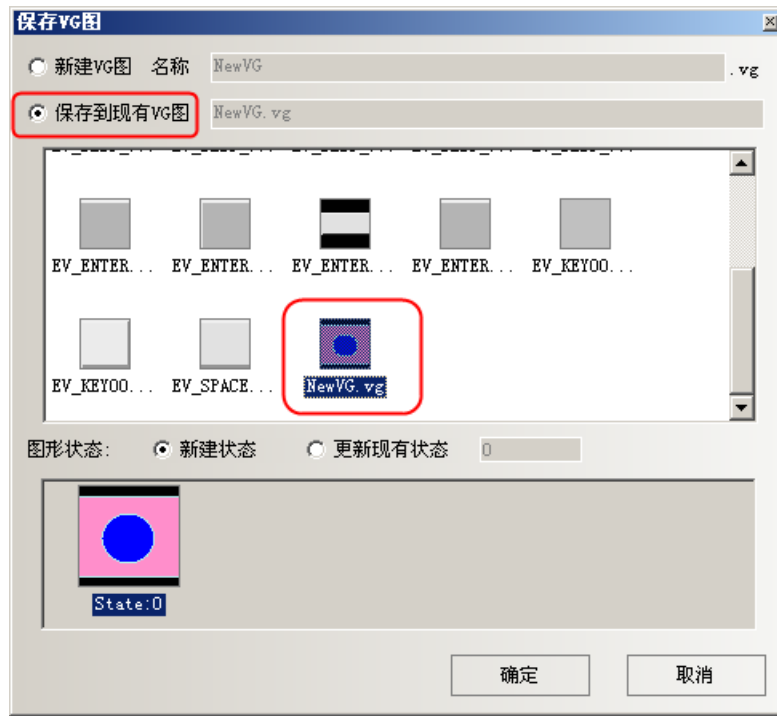 保存VG图
新建VG图 名称 NewVG .vg
保存到现有VG图 NewVG.vg
EV_ENTER... EV_ENTER... EV_ENTER... EV_ENTER... EV_KEY00...
EV_KEY00... EV_SPACE... NewVG.vg
图形状态: 新建状态 更新现有状态 0
State:0
确定 取消